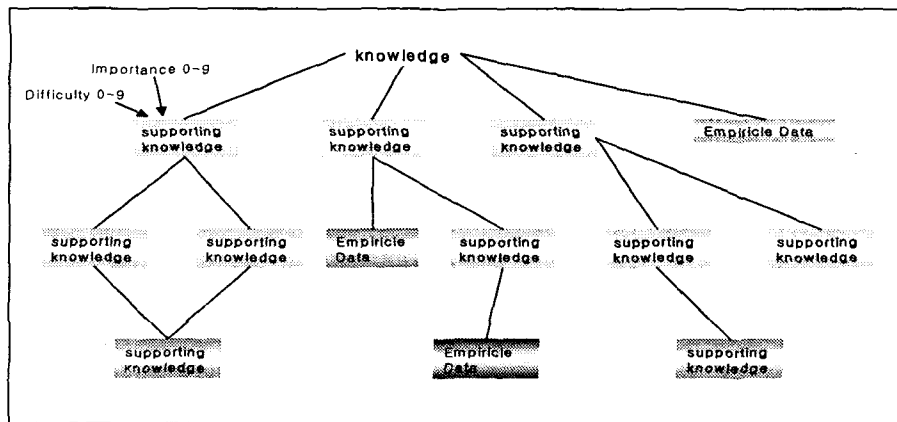 knowledge
Importance 0-9
Difficulty 0-9
supporting
knowledge
supporting
knowledge
supporting
knowledge
Empiricle Data
supporting
knowledge
supporting
knowledge
Empiricle
Data
supporting
knowledge
supporting
knowledge
supporting
knowledge
supporting
knowledge
Empiricle
Data
supporting
knowledge